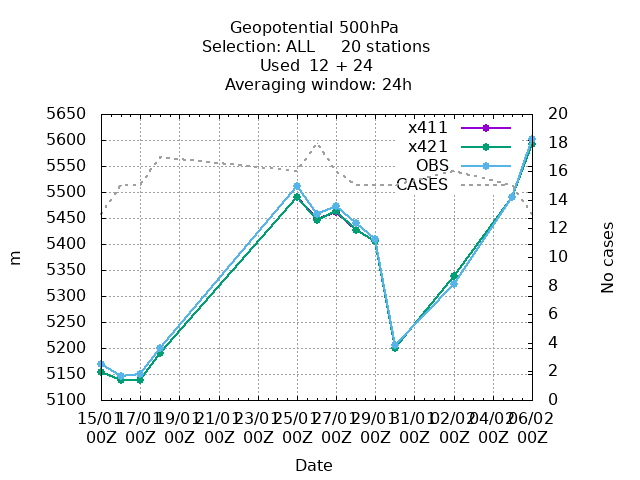 Geopotential 500hPa
Selection: ALL 20 stations
Used 12 + 24
Averaging window: 24h
5650 20
x411
5600 18
x421
5550 16
OBS
5500 14
CASES
5450 12
5400 10
5350
5300 8
5250 6
5200 4
5150 2
5100 0
m
No cases
15/01 17/01 19/01 21/01 23/01 25/01 27/01 29/01 31/01 02/02 04/02 06/02
00Z 00Z 00Z 00Z 00Z 00Z 00Z 00Z 00Z 00Z 00Z 00Z
Date